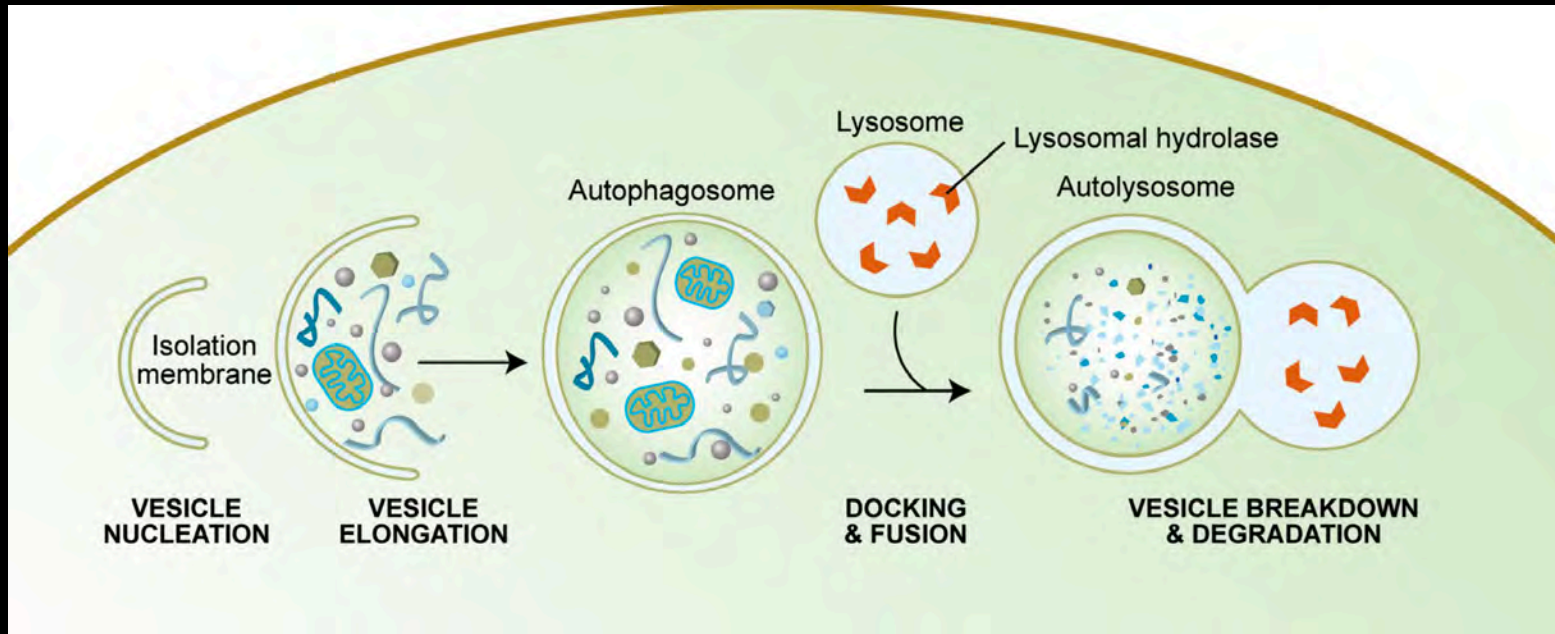 Lysosome
Lysosomal hydrolase
Autophagosome
Autolysosome
Isolation
membrane
VESICLE
NUCLEATION
VESICLE
ELONGATION
DOCKING
& FUSION
VESICLE BREAKDOWN
& DEGRADATION